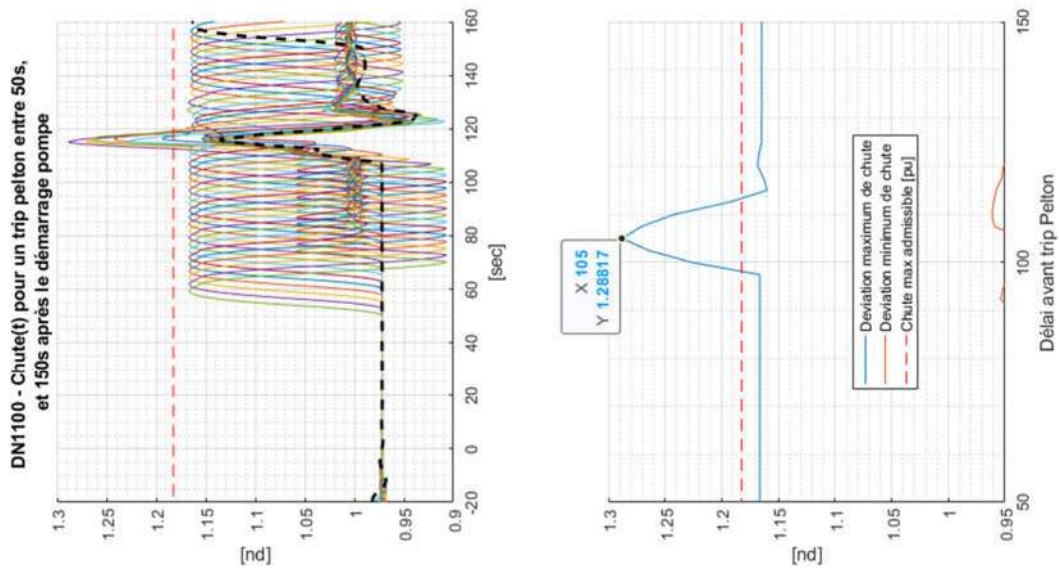 DN1100 - Chute(t) pour un trip pelton entre 50s,
et 150s après le démarrage pompe
1.3
1.25
1.2
1.15
1.1
1.05
1
0.95
0.9
[nd]
-20
0
20
40
60
80
100
120
140
160
[sec]
1.3
1.25
1.2
1.15
1.1
1.05
1
0.95
[nd]
X 105
Y 1.28817
Deviation maximum de chute
Deviation minimum de chute
Chute max admissible [pu]
50
100
150
Délai avant trip Pelton